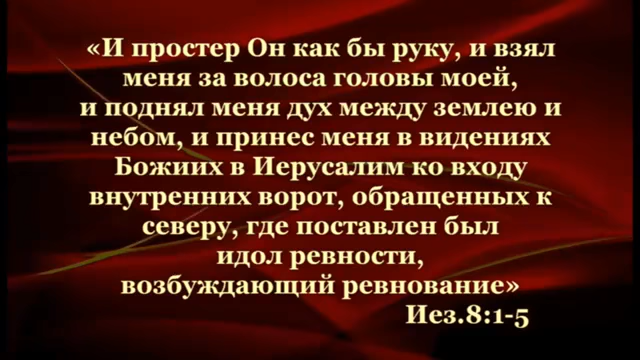 «И простер Он как бы руку, и взял
меня за волоса головы моей,
и поднял меня дух между землею и
небом, и принес меня в видениях
Божиих в Иерусалим ко входу
внутренних ворот, обращенных к
северу, где поставлен был
идол ревности,
возбуждающий ревнование»
Иез.8:1-5